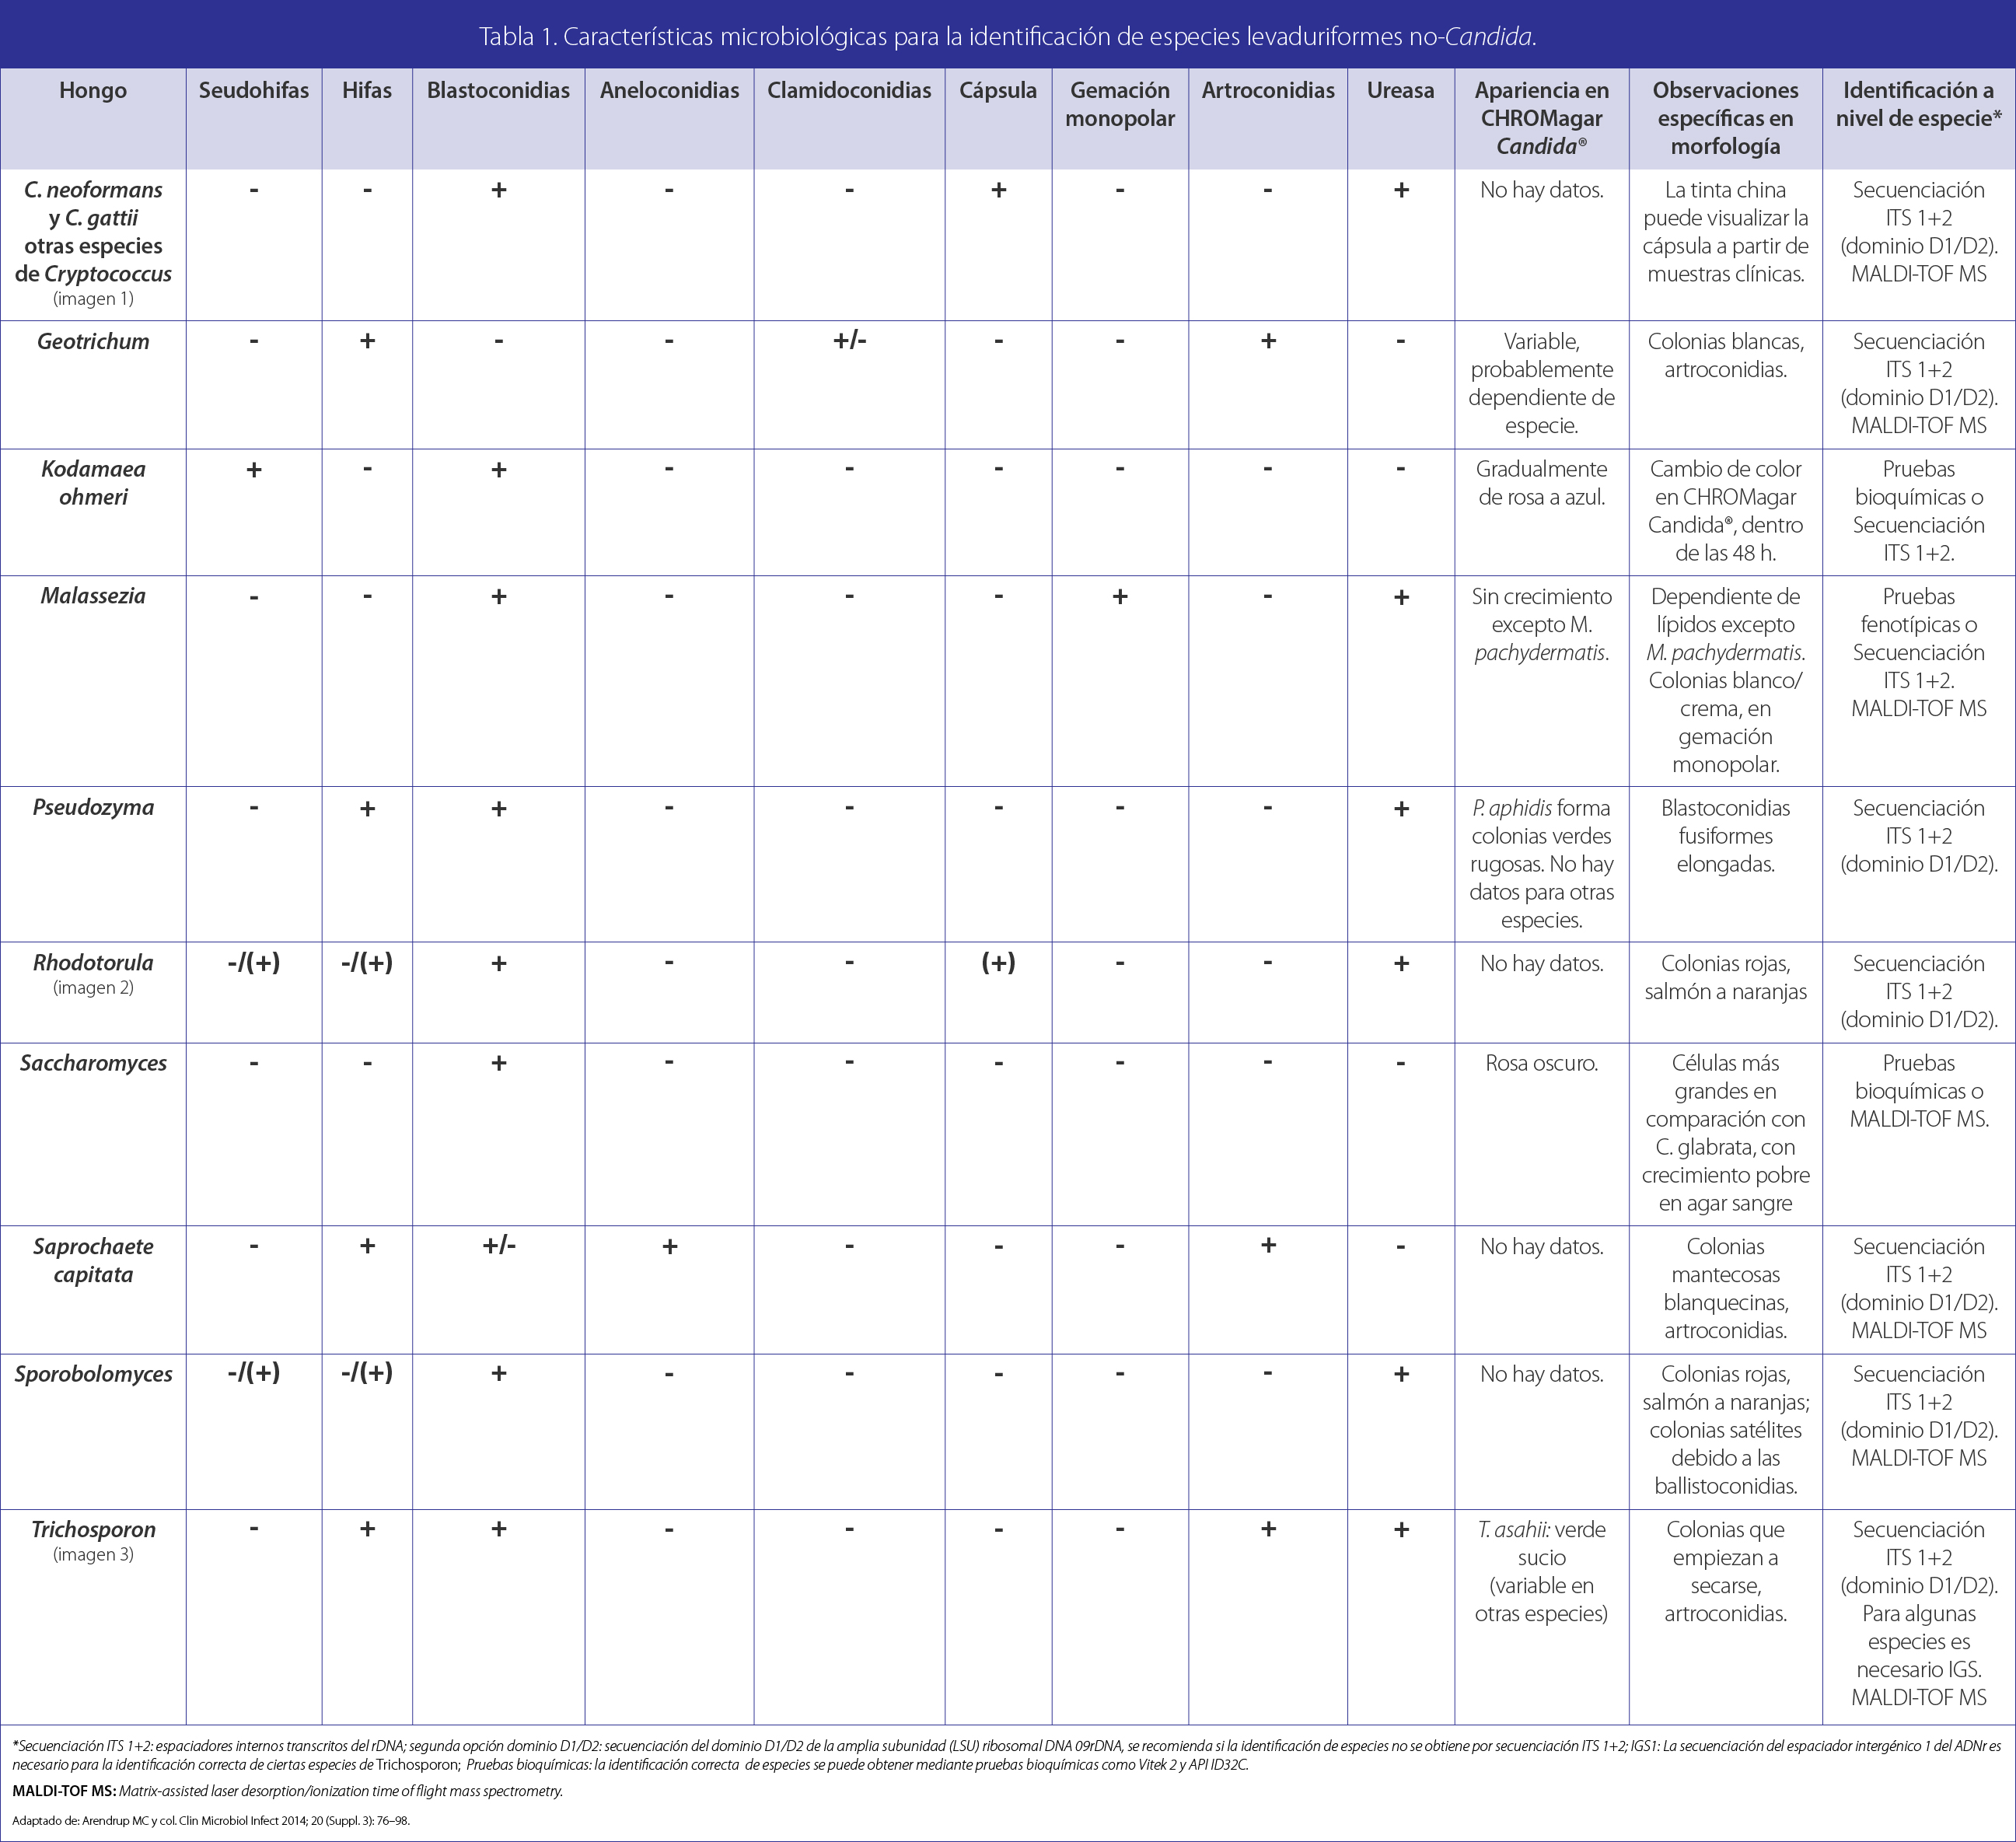 Tabla 1. Características microbiológicas para la identificación de especies levaduriformes no-Candida.
Hongo Seudohifas Hifas Blastoconidias Aneloconidias Clamidoconidias Cápsula Gemación monopolar Artroconidias Ureasa Apariencia en CHROMagar Candida® Observaciones específicas en morfología Identificación a nivel de especie*
C. neoformans y C. gattii otras especies de Cryptococcus (imagen 1) - - + - - + - - + No hay datos. La tinta china puede visualizar la cápsula a partir de muestras clínicas. Secuenciación ITS 1+2 (dominio D1/D2). MALDI-TOF MS
Geotrichum - + - - +/- - - + - Variable, probablemente dependiente de especie. Colonias blancas, artroconidias. Secuenciación ITS 1+2 (dominio D1/D2). MALDI-TOF MS
Kodamaea ohmeri + - + - - - - - - Gradualmente de rosa a azul. Cambio de color en CHROMagar Candida®, dentro de las 48 h. Pruebas bioquímicas o Secuenciación ITS 1+2.
Malassezia - - + - - - + - + Sin crecimiento excepto M. pachydermatis. Dependiente de lípidos excepto M. pachydermatis. Colonias blanco/ crema, en gemación monopolar. Pruebas fenotípicas o Secuenciación ITS 1+2. MALDI-TOF MS
Pseudozyma - + + - - - - - + P. aphidis forma colonias verdes rugosas. No hay datos para otras especies. Blastoconidias fusiformes elongadas. Secuenciación ITS 1+2 (dominio D1/D2).
Rhodotorula (imagen 2) -/(+) -/(+) + - - (+) - - + No hay datos. Colonias rojas, salmón a naranjas Secuenciación ITS 1+2 (dominio D1/D2).
Saccharomyces - - + - - - - - - Rosa oscuro. Células más grandes en comparación con C. glabrata, con crecimiento pobre en agar sangre Pruebas bioquímicas o MALDI-TOF MS.
Saprochaete capitata - + +/- + - - - + - No hay datos. Colonias mantecosas blanquecinas, artroconidias. Secuenciación ITS 1+2 (dominio D1/D2). MALDI-TOF MS
Sporobolomyces -/(+) -/(+) + - - - - - + No hay datos. Colonias rojas, salmón a naranjas; colonias satélites debido a las ballistoconidias. Secuenciación ITS 1+2 (dominio D1/D2). MALDI-TOF MS
Trichosporon (imagen 3) - + + - - - - + + T. asahii: verde sucio (variable en otras especies) Colonias que empiezan a secarse, artroconidias. Secuenciación ITS 1+2 (dominio D1/D2). Para algunas especies es necesario IGS. MALDI-TOF MS
*Secuenciación ITS 1+2: espaciadores internos transcritos del rDNA; segunda opción dominio D1/D2: secuenciación del dominio D1/D2 de la amplia subunidad (LSU) ribosomal DNA 09rDNA, se recomienda si la identificación de especies no se obtiene por secuenciación ITS 1+2; IGS1: La secuenciación del espaciador intergénico 1 del ADNr es
necesario para la identificación correcta de ciertas especies de Trichosporon; Pruebas bioquímicas: la identificación correcta de especies se puede obtener mediante pruebas bioquímicas como Vitek 2 y API ID32C.
MALDI-TOF MS: Matrix-assisted laser desorption/ionization time of flight mass spectrometry.
Adaptado de: Arendrup MC y col. Clin Microbiol Infect 2014; 20 (Suppl. 3): 76–98.